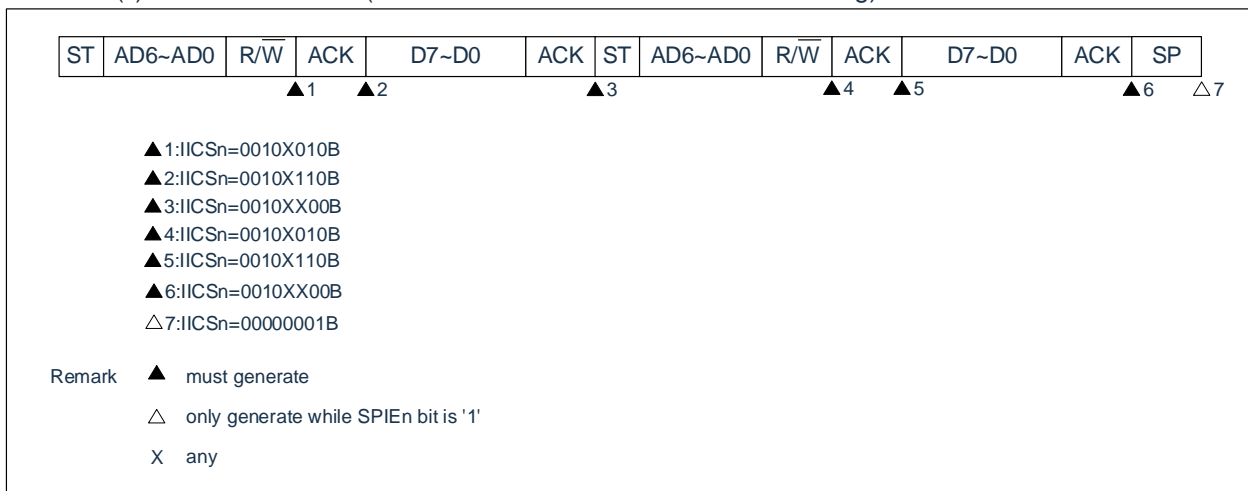 ST AD6~AD0 R/W̅ ACK D7~D0 ACK ST AD6~AD0 R/W̅ ACK D7~D0 ACK SP
▲1 ▲2 ▲3 ▲4 ▲5 ▲6 △7
▲1:IICSn=0010X010B
▲2:IICSn=0010X110B
▲3:IICSn=0010XX00B
▲4:IICSn=0010X010B
▲5:IICSn=0010X110B
▲6:IICSn=0010XX00B
△7:IICSn=00000001B
Remark ▲ must generate
△ only generate while SPIEn bit is '1'
X any